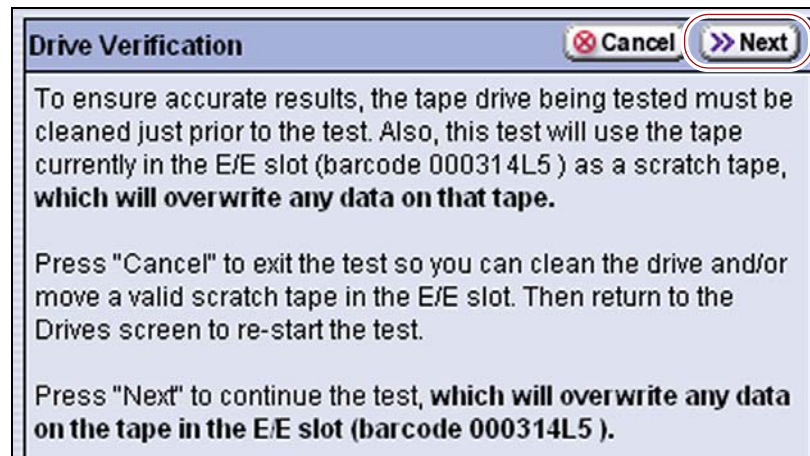 Drive Verification
Cancel
Next
To ensure accurate results, the tape drive being tested must be
cleaned just prior to the test. Also, this test will use the tape
currently in the E/E slot (barcode 000314L5 ) as a scratch tape,
which will overwrite any data on that tape.
Press "Cancel" to exit the test so you can clean the drive and/or
move a valid scratch tape in the E/E slot. Then return to the
Drives screen to re-start the test.
Press "Next" to continue the test, which will overwrite any data
on the tape in the E/E slot (barcode 000314L5 ).